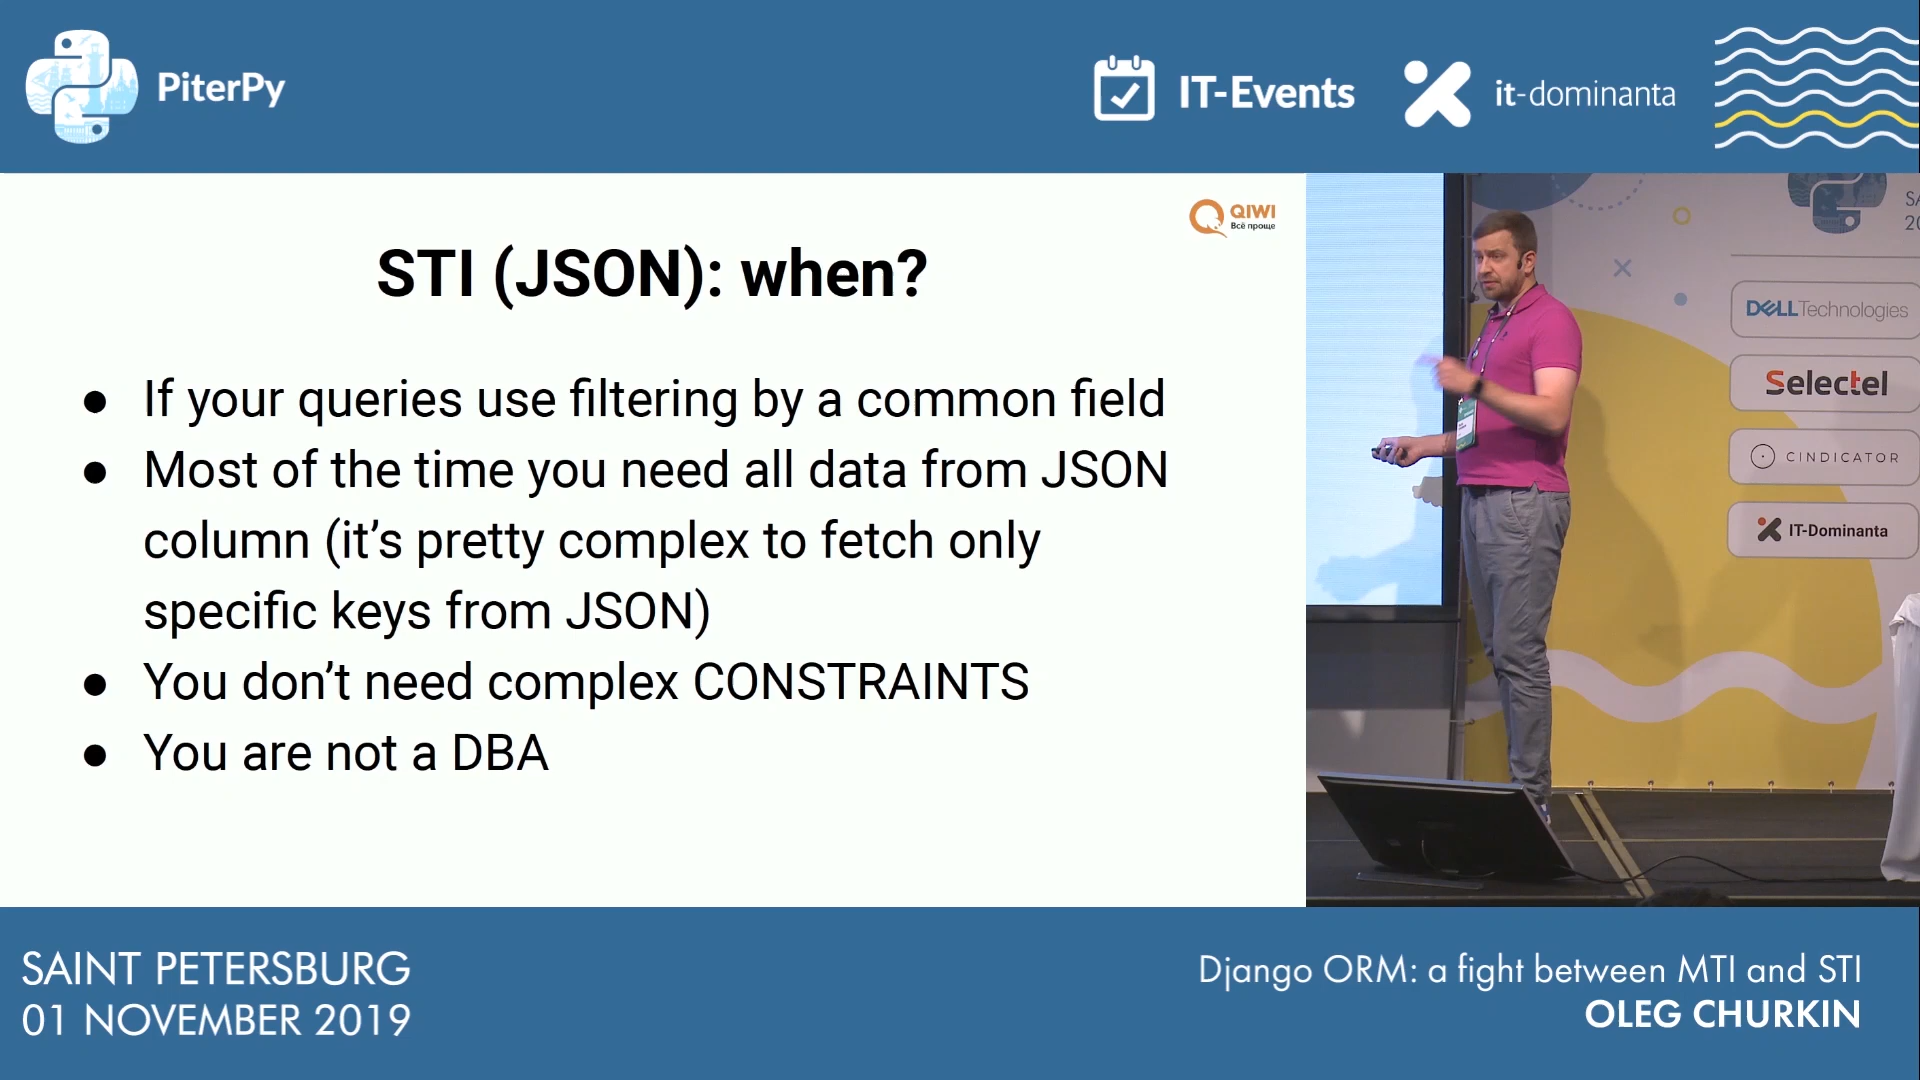 PiterPy
IT-Events
it-dominanta
QIWI
Всё проще
STI (JSON): when?
● If your queries use filtering by a common field
● Most of the time you need all data from JSON
column (it’s pretty complex to fetch only
specific keys from JSON)
● You don’t need complex CONSTRAINTS
● You are not a DBA
SA
20
DELLTechnologies
Selectel
CINDICATOR
IT-Dominanta
SAINT PETERSBURG
01 NOVEMBER 2019
Django ORM: a fight between MTI and STI
OLEG CHURKIN